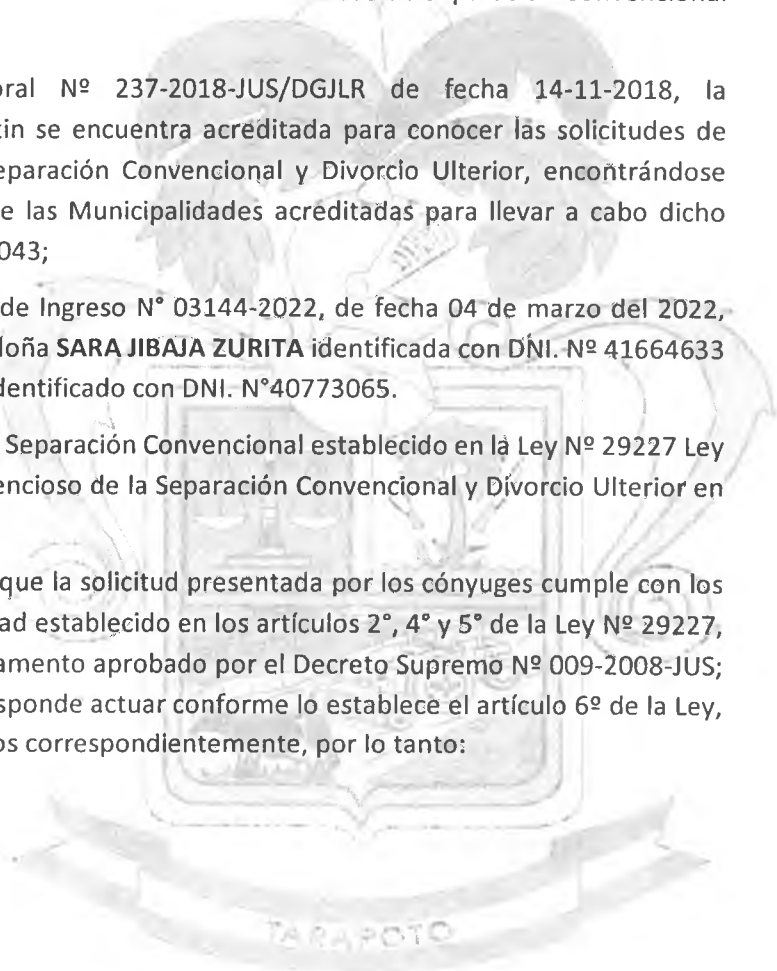 oral Nº 237-2018-JUS/DGJLR de fecha 14-11-2018, la
tin se encuentra acreditada para conocer las solicitudes de
eparación Convencional y Divorcio Ulterior, encontrándose
e las Municipalidades acreditadas para llevar a cabo dicho
043;
de Ingreso N° 03144-2022, de fecha 04 de marzo del 2022,
doña SARA JIBAJA ZURITA identificada con DNI. Nº 41664633
dentificado con DNI. N°40773065.
Separación Convencional establecido en la Ley Nº 29227 Ley
encioso de la Separación Convencional y Divorcio Ulterior en
que la solicitud presentada por los cónyuges cumple con los
ad establecido en los artículos 2°, 4° y 5° de la Ley Nº 29227,
amento aprobado por el Decreto Supremo Nº 009-2008-JUS;
sponde actuar conforme lo establece el artículo 6º de la Ley,
os correspondientemente, por lo tanto:
TARAPOTO